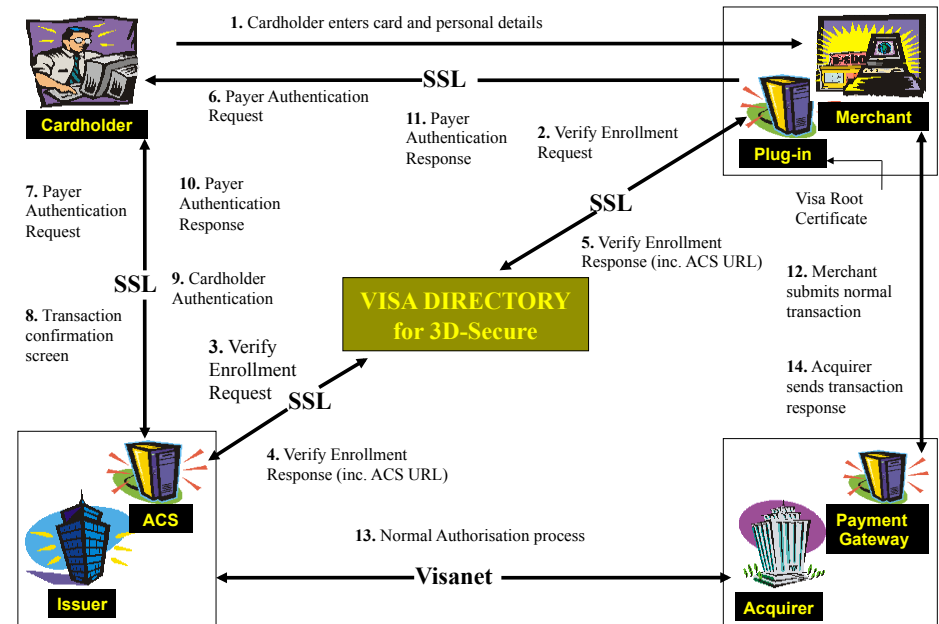 1. Cardholder enters card and personal details
SSL
Cardholder
Merchant
Plug-in
6. Payer Authentication
Request
11. Payer
Authentication
Response
2. Verify Enrollment
Request
7. Payer
Authentication
Request
10. Payer
Authentication
Response
SSL
Visa Root
Certificate
5. Verify Enrollment
Response (inc. ACS URL)
SSL
9. Cardholder
Authentication
8. Transaction
confirmation
screen
VISA DIRECTORY
for 3D-Secure
12. Merchant
submits normal
transaction
3. Verify
Enrollment
Request
SSL
14. Acquirer
sends transaction
response
4. Verify Enrollment
Response (inc. ACS URL)
ACS
Issuer
13. Normal Authorisation process
Visanet
Payment
Gateway
Acquirer